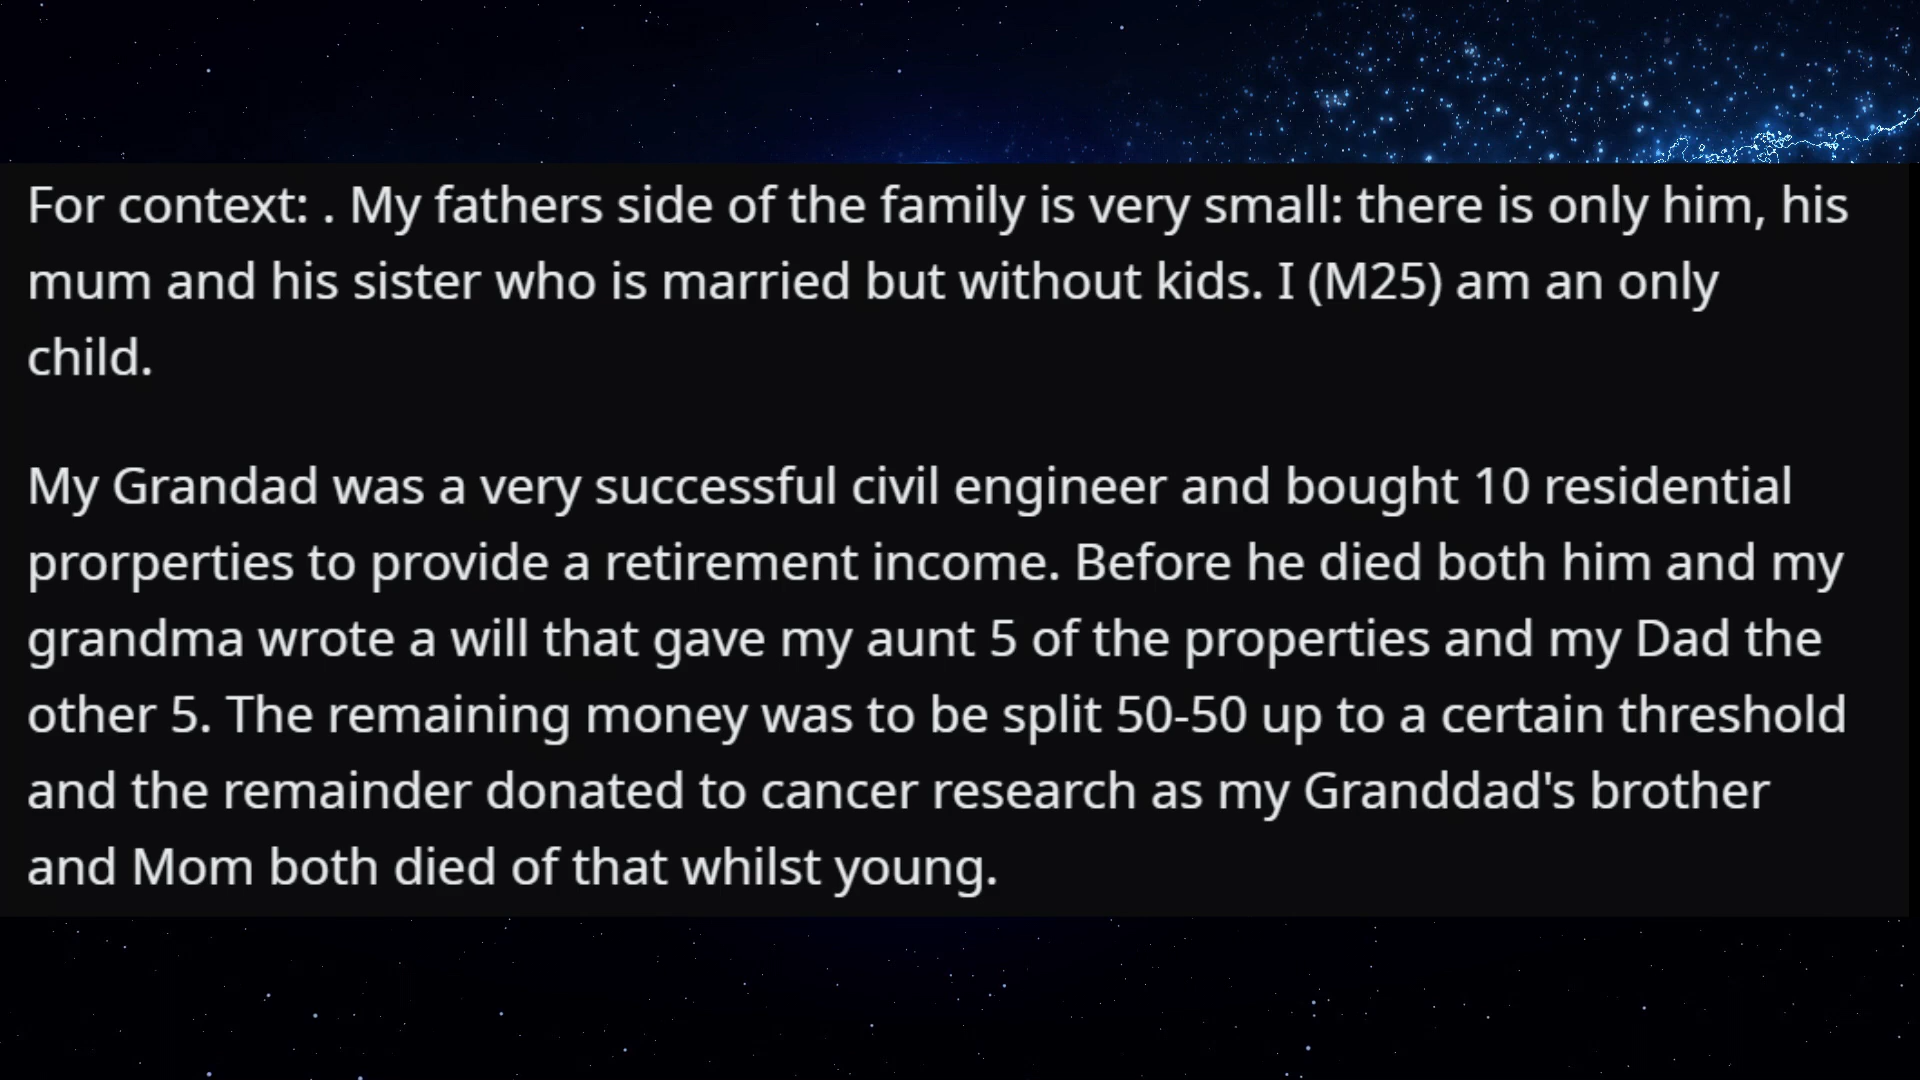 For context: . My fathers side of the family is very small: there is only him, his
mum and his sister who is married but without kids. I (M25) am an only
child.
My Grandad was a very successful civil engineer and bought 10 residential
prorperties to provide a retirement income. Before he died both him and my
grandma wrote a will that gave my aunt 5 of the properties and my Dad the
other 5. The remaining money was to be split 50-50 up to a certain threshold
and the remainder donated to cancer research as my Granddad's brother
and Mom both died of that whilst young.